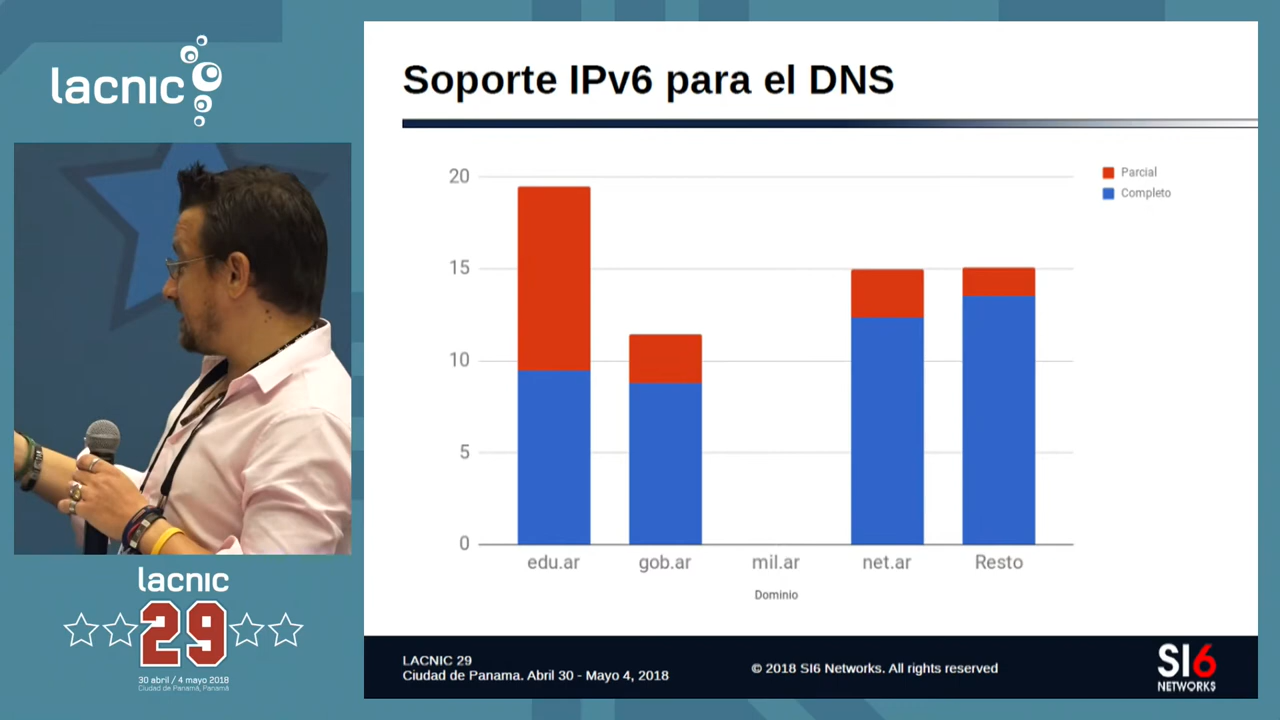 lacnic
Soporte IPv6 para el DNS
20
15
10
5
0
Parcial
Completo
edu.ar
gob.ar
mil.ar
net.ar
Resto
Dominio
lacnic
29
30 abril / 4 mayo 2018
Ciudad de Panamá, Panamá
LACNIC 29
Ciudad de Panama. Abril 30 - Mayo 4, 2018
© 2018 SI6 Networks. All rights reserved
SI6
NETWORKS